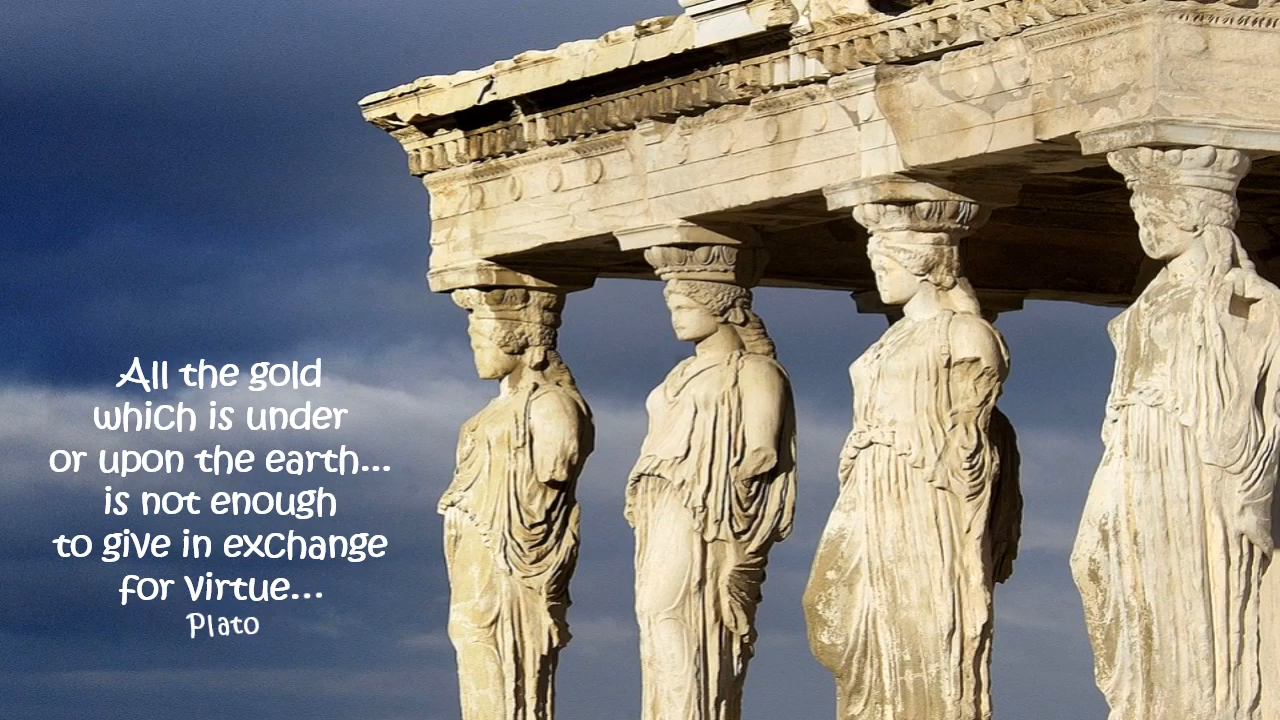 All the gold
which is under
or upon the earth...
is not enough
to give in exchange
for virtue...
Plato